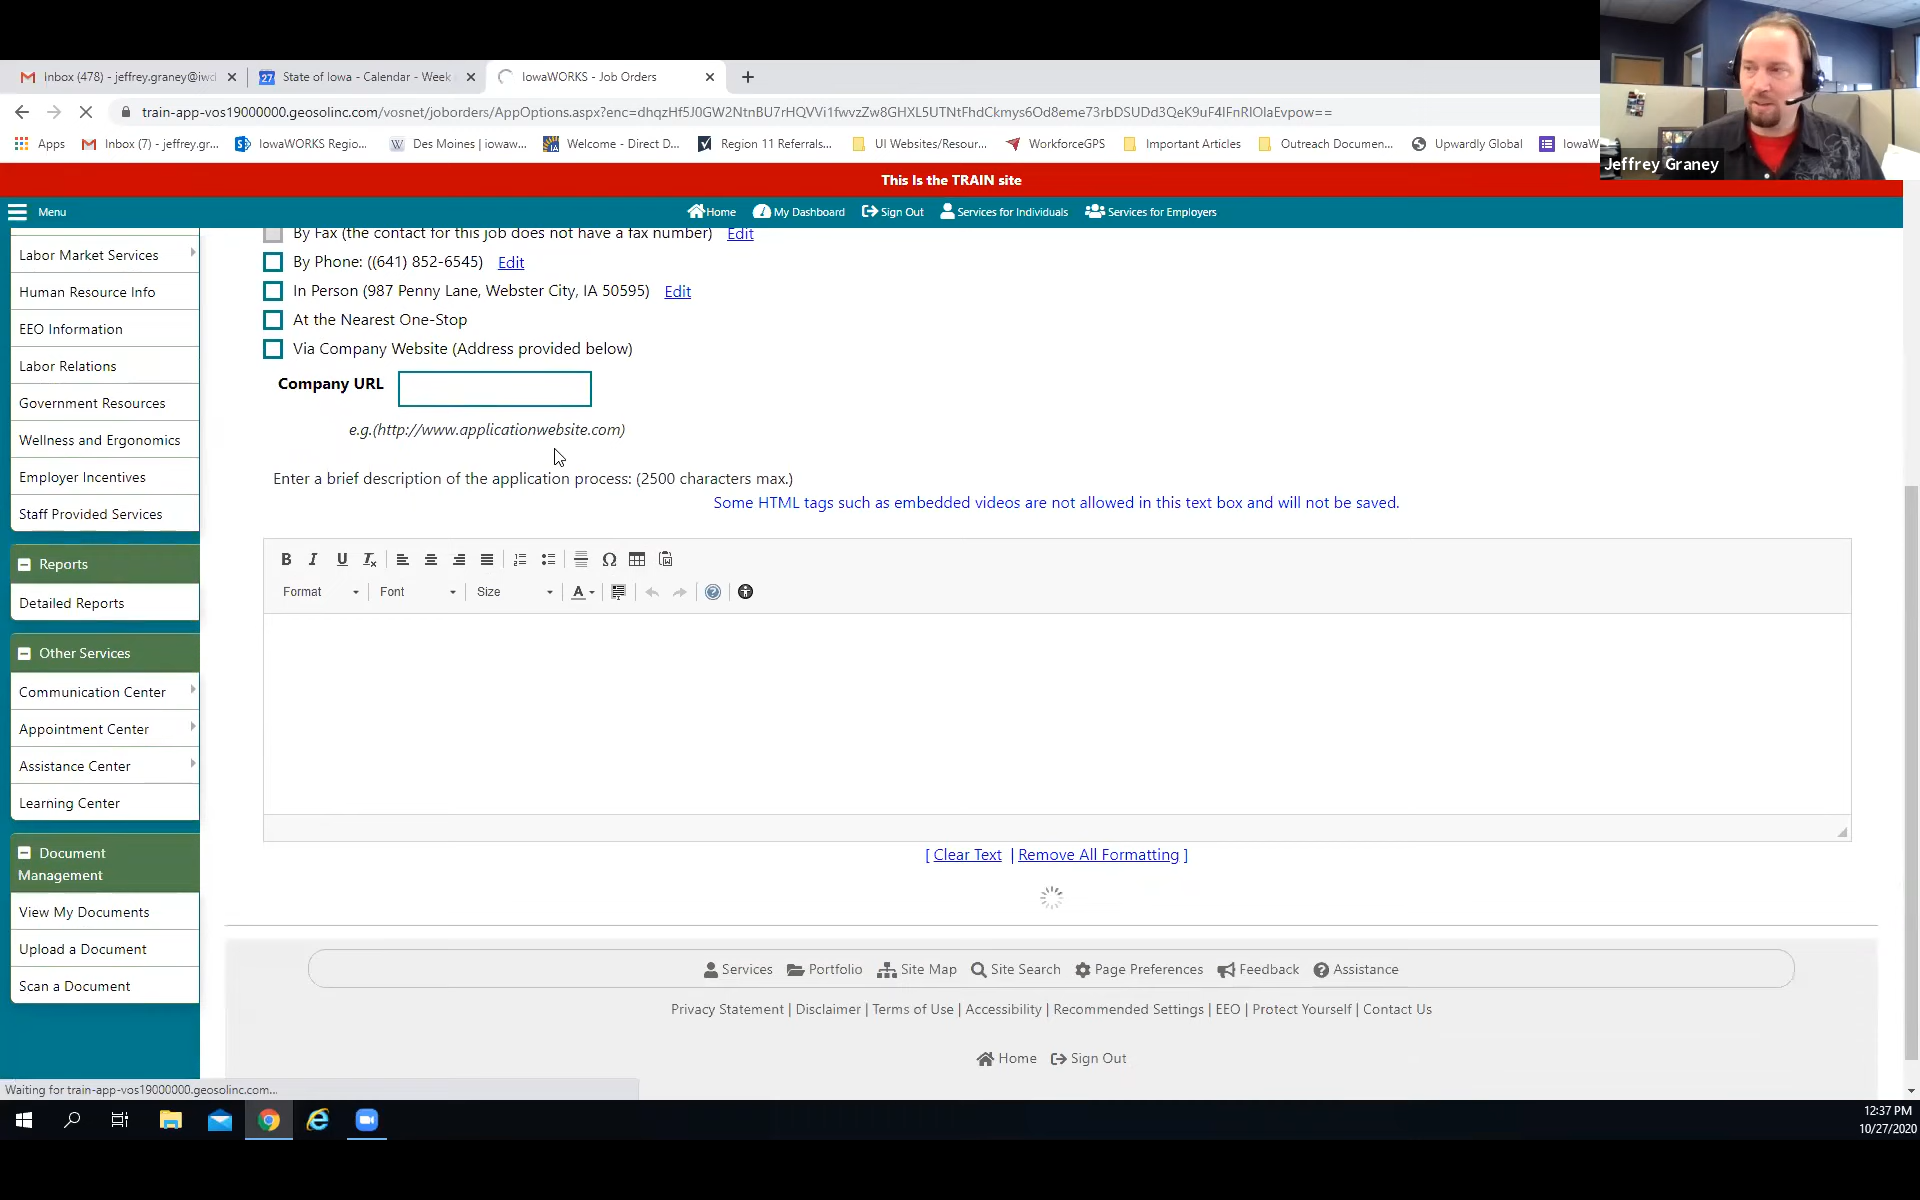 Inbox (478) - jeffrey.graney@iwd
State of Iowa - Calendar - Week
IowaWORKS - Job Orders
train-app-vos19000000.geosolinc.com/vosnet/joborders/AppOptions.aspx?enc=dhqzHf5J0GW2NtnBU7rHQVVi1fwvzZw8GHXL5UTNtFhdCkmys6Od8eme73rbDSUDd3QeK9uF4IFnRlOlaEvpow==
Apps
Inbox (7) - jeffrey.gr...
IowaWORKS Regio...
Des Moines | iowaw...
Welcome - Direct D...
Region 11 Referrals...
UI Websites/Resour...
WorkforceGPS
Important Articles
Outreach Documen...
Upwardly Global
IowaW
Jeffrey Graney
This Is the TRAIN site
Menu
Home
My Dashboard
Sign Out
Services for Individuals
Services for Employers
Labor Market Services
Human Resource Info
EEO Information
Labor Relations
Government Resources
Wellness and Ergonomics
Employer Incentives
Staff Provided Services
Reports
Detailed Reports
Other Services
Communication Center
Appointment Center
Assistance Center
Learning Center
Document
Management
View My Documents
Upload a Document
Scan a Document
By Fax (the contact for this job does not have a fax number) Edit
By Phone: ((641) 852-6545) Edit
In Person (987 Penny Lane, Webster City, IA 50595) Edit
At the Nearest One-Stop
Via Company Website (Address provided below)
Company URL
e.g.(http://www.applicationwebsite.com)
Enter a brief description of the application process: (2500 characters max.)
Some HTML tags such as embedded videos are not allowed in this text box and will not be saved.
Format
Font
Size
[ Clear Text | Remove All Formatting ]
Services Portfolio Site Map Site Search Page Preferences Feedback Assistance
Privacy Statement | Disclaimer | Terms of Use | Accessibility | Recommended Settings | EEO | Protect Yourself | Contact Us
Home Sign Out
Waiting for train-app-vos19000000.geosolinc.com...
12:37 PM
10/27/2020